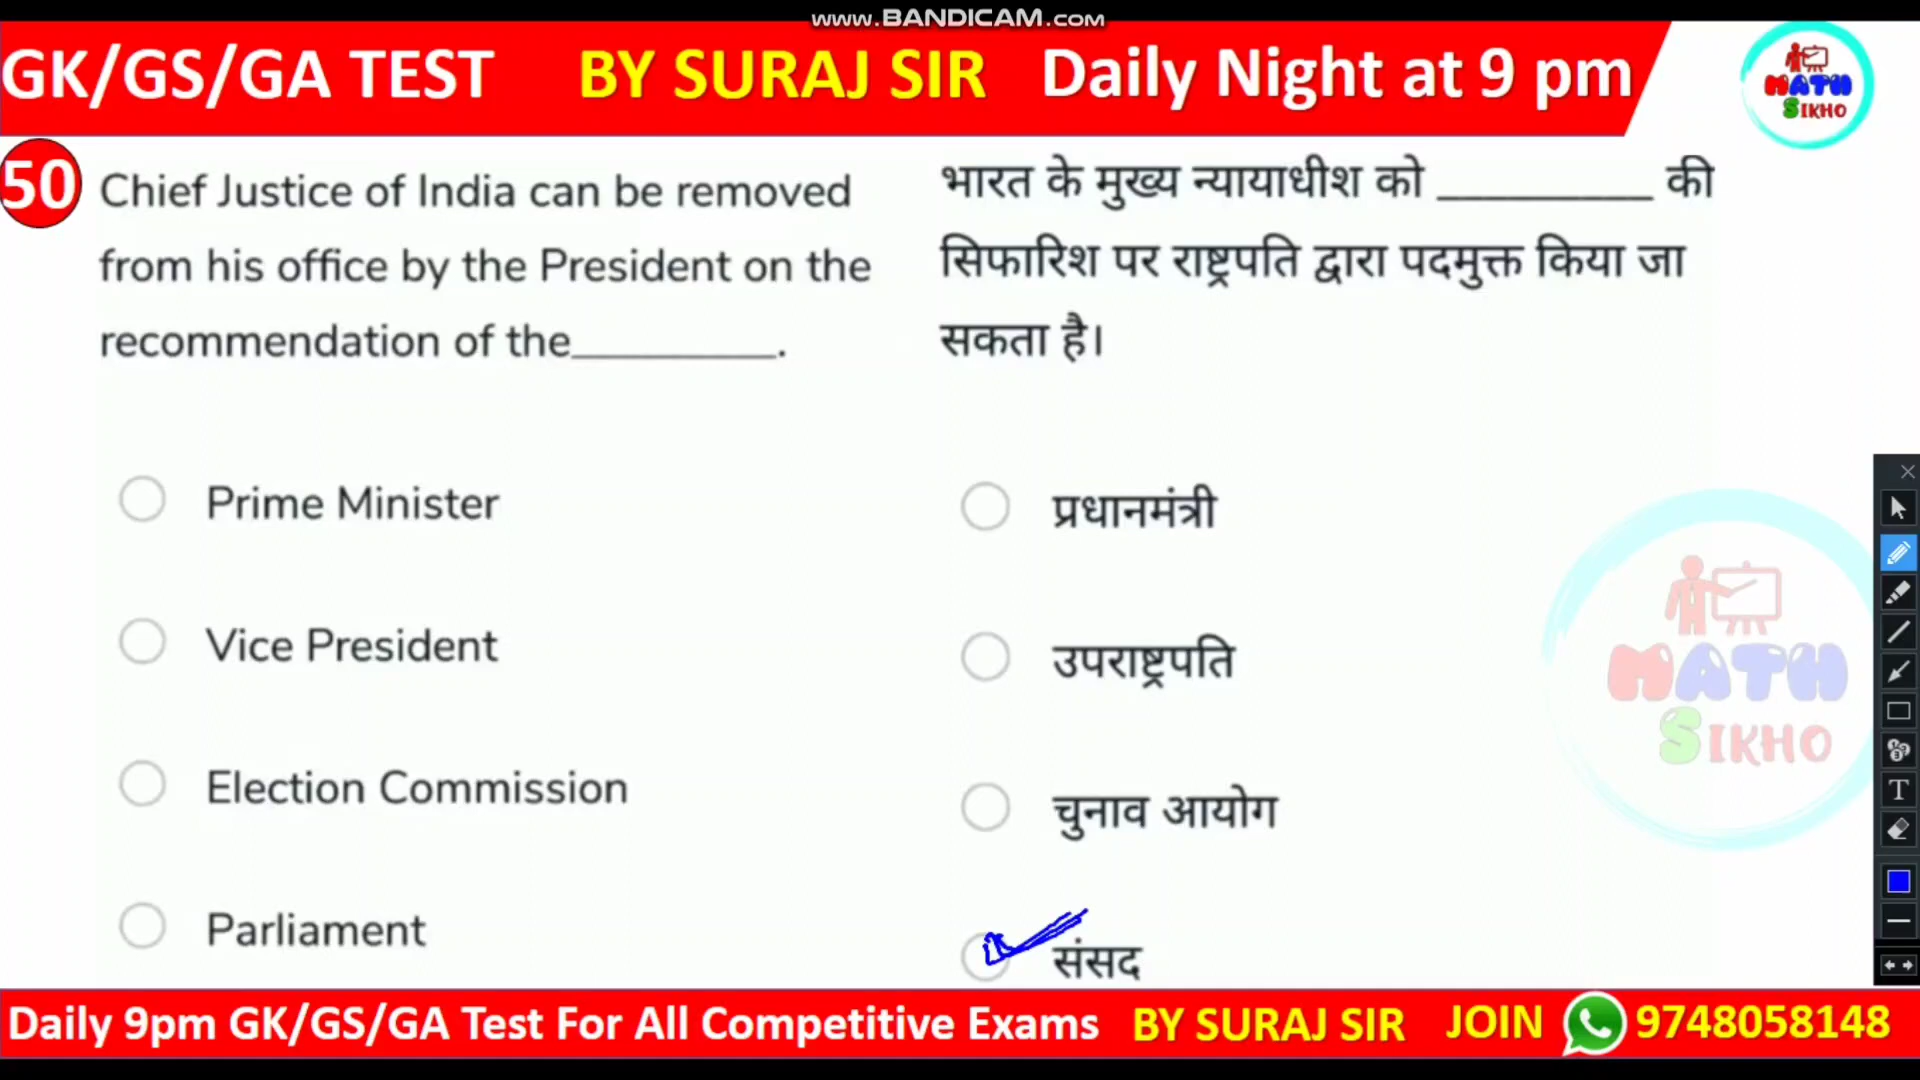 www.BANDICAM.com
GK/GS/GA TEST BY SURAJ SIR Daily Night at 9 pm
MATH
SIKHO
50
Chief Justice of India can be removed
from his office by the President on the
recommendation of the__________.
भारत के मुख्य न्यायाधीश को __________ की
सिफारिश पर राष्ट्रपति द्वारा पदमुक्त किया जा
सकता है।
Prime Minister
Vice President
Election Commission
Parliament
प्रधानमंत्री
उपराष्ट्रपति
चुनाव आयोग
संसद
MATH
SIKHO
T
Daily 9pm GK/GS/GA Test For All Competitive Exams BY SURAJ SIR JOIN 9748058148